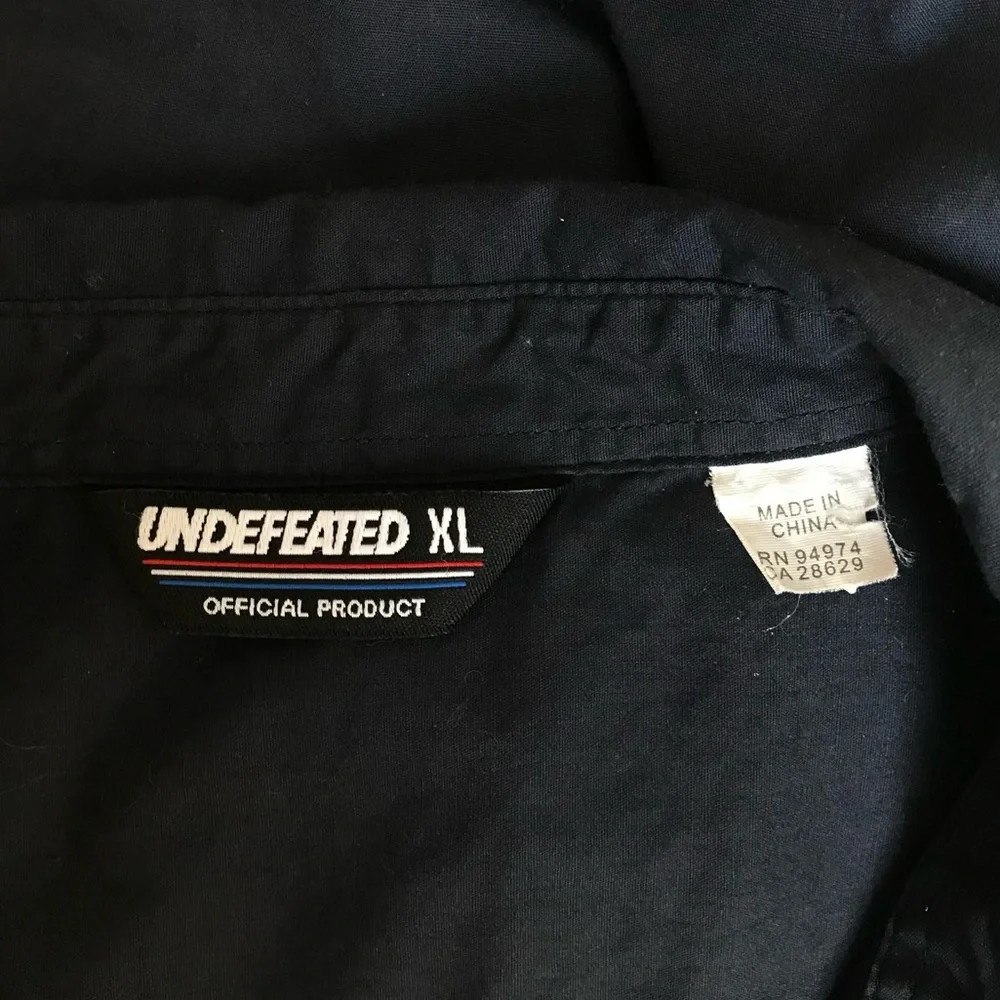 UNDEFEATED XL
OFFICIAL PRODUCT
MADE IN
CHINA
RN 94974
CA 28629